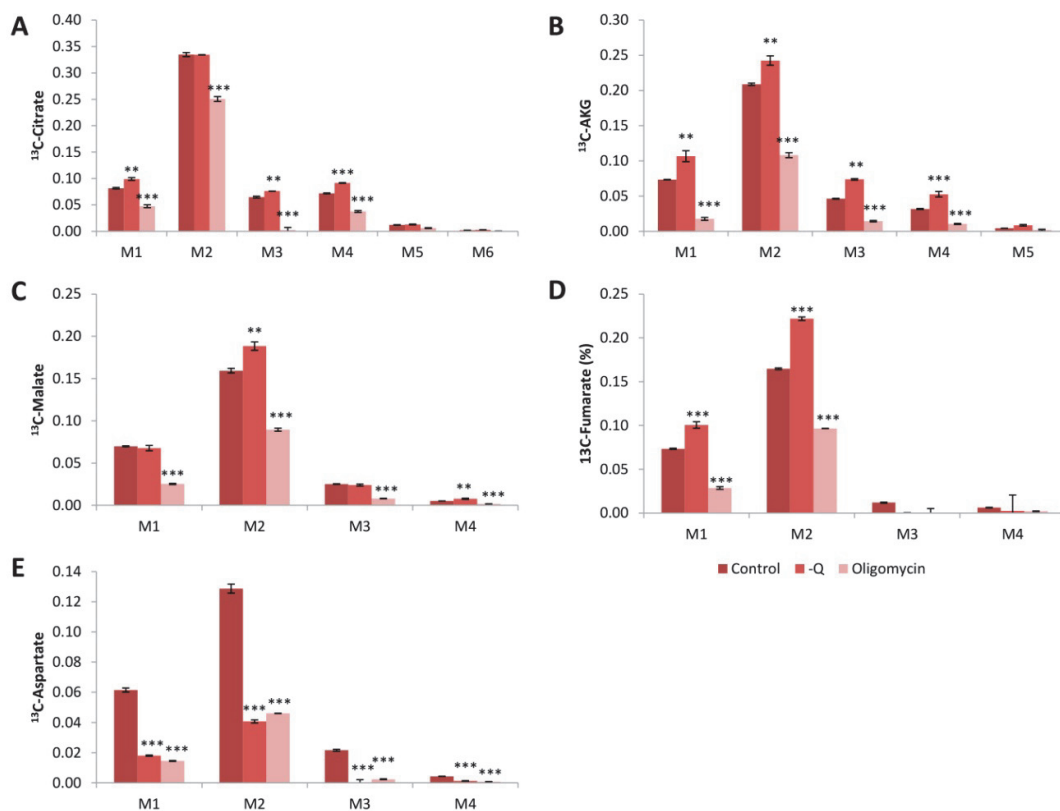 A
0.40
0.35
0.30
0.25
0.20
0.15
0.10
0.05
0.00
¹³C-Citrate
** *** *** ** *** *** ***
M1 M2 M3 M4 M5 M6
B
0.30
0.25
0.20
0.15
0.10
0.05
0.00
¹³C-AKG
** *** ** *** ** *** *** ***
M1 M2 M3 M4 M5
C
0.25
0.20
0.15
0.10
0.05
0.00
¹³C-Malate
*** ** *** *** ** ***
M1 M2 M3 M4
D
0.25
0.20
0.15
0.10
0.05
0.00
13C-Fumarate (%)
*** *** *** ***
M1 M2 M3 M4
Control -Q Oligomycin
E
0.14
0.12
0.10
0.08
0.06
0.04
0.02
0.00
¹³C-Aspartate
*** *** *** *** *** *** *** ***
M1 M2 M3 M4